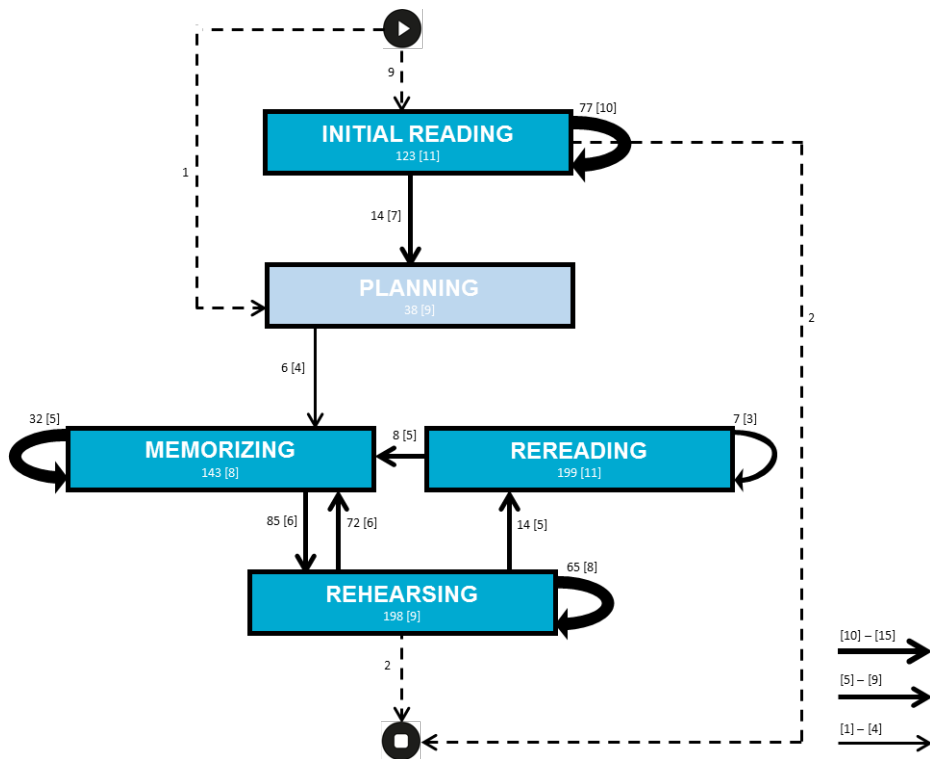 9
77 [10]
INITIAL READING
123 [11]
1
14 [7]
PLANNING
38 [9]
2
6 [4]
32 [5]
7 [3]
MEMORIZING
143 [8]
8 [5]
REREADING
199 [11]
85 [6]
72 [6]
14 [5]
65 [8]
REHEARSING
198 [9]
[10] – [15]
2
[5] – [9]
[1] – [4]